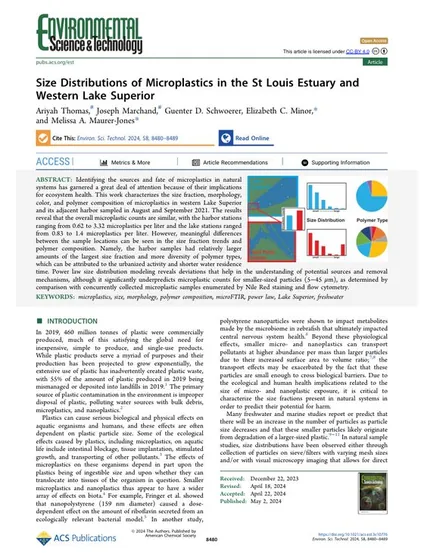 Environmental
Science & Technology
Open Access
This article is licensed under CC-BY 4.0
pubs.acs.org/est
Article
Size Distributions of Microplastics in the St Louis Estuary and
Western Lake Superior
Ariyah Thomas,# Joseph Marchand,# Guenter D. Schwoerer, Elizabeth C. Minor,*
and Melissa A. Maurer-Jones*
Cite This: Environ. Sci. Technol. 2024, 58, 8480–8489
Read Online
ACCESS
Metrics & More
Article Recommendations
Supporting Information
ABSTRACT: Identifying the sources and fate of microplastics in natural
systems has garnered a great deal of attention because of their implications
for ecosystem health. This work characterizes the size fraction, morphology,
color, and polymer composition of microplastics in western Lake Superior
and its adjacent harbor sampled in August and September 2021. The results
reveal that the overall microplastic counts are similar, with the harbor stations
ranging from 0.62 to 3.32 microplastics per liter and the lake stations ranged
from 0.83 to 1.4 microplastics per liter. However, meaningful differences
between the sample locations can be seen in the size fraction trends and
polymer composition. Namely, the harbor samples had relatively larger
amounts of the largest size fraction and more diversity of polymer types,
which can be attributed to the urbanized activity and shorter water residence
time. Power law size distribution modeling reveals deviations that help in the understanding of potential sources and removal
mechanisms, although it significantly underpredicts microplastic counts for smaller-sized particles (5–45 μm), as determined by
comparison with concurrently collected microplastic samples enumerated by Nile Red staining and flow cytometry.
Size Distribution
Polymer Type
KEYWORDS: microplastics, size, morphology, polymer composition, microFTIR, power law, Lake Superior, freshwater
INTRODUCTION
In 2019, 460 million tonnes of plastic were commercially
produced, much of this satisfying the global need for
inexpensive, simple to produce, and single-use products.
While plastic products serve a myriad of purposes and their
production has been projected to grow exponentially, the
extensive use of plastic has inadvertently created plastic waste,
with 55% of the amount of plastic produced in 2019 being
mismanaged or deposited into landfills in 2019. The primary
source of plastic contamination in the environment is improper
disposal of plastic, polluting water sources with bulk debris,
microplastics, and nanoplastics.
Plastics can cause serious biological and physical effects on
aquatic organisms and humans, and these effects are often
dependent on plastic particle size. Some of the ecological
effects caused by plastics, including microplastics, on aquatic
life include intestinal blockage, tissue inflammation, stimulated
growth, and transporting of other pollutants. The effects of
microplastics on these organisms depend in part upon the
plastics being of ingestible size and upon whether they can
translocate into tissues of the organism in question. Smaller
microplastics and nanoplastics thus appear to have a wider
array of effects on biota. For example, Fringer et al. showed
that nanopolystyrene (159 nm diameter) caused a dose-
dependent effect on the amount of riboflavin secreted from an
ecologically relevant bacterial model. In another study,
polystyrene nanoparticles were shown to impact metabolites
made by the microbiome in zebrafish that ultimately impacted
central nervous system health. Beyond these physiological
effects, smaller micro- and nanoplastics can transport
pollutants at higher abundance per mass than larger particles
due to their increased surface area to volume ratio;
transport effects may be exacerbated by the fact that these
particles are small enough to cross biological barriers. Due to
the ecological and human health implications related to the
size of micro- and nanoplastic exposure, it is critical to
characterize the size fractions present in natural systems in
order to predict their potential for harm.
Many freshwater and marine studies report or predict that
there will be an increase in the number of particles as particle
size decreases and that these smaller particles likely originate
from degradation of a larger-sized plastic. In natural sample
studies, size distributions have been observed either through
collection of particles on sieves/filters with varying mesh sizes
and/or with visual microscopy imaging that allows for direct
Received: December 22, 2023
Revised: April 18, 2024
Accepted: April 22, 2024
Published: May 2, 2024
© 2024 The Authors. Published by
American Chemical Society
ACS Publications
8480
Environ. Sci. Technol. 2024, 58, 8480–8489